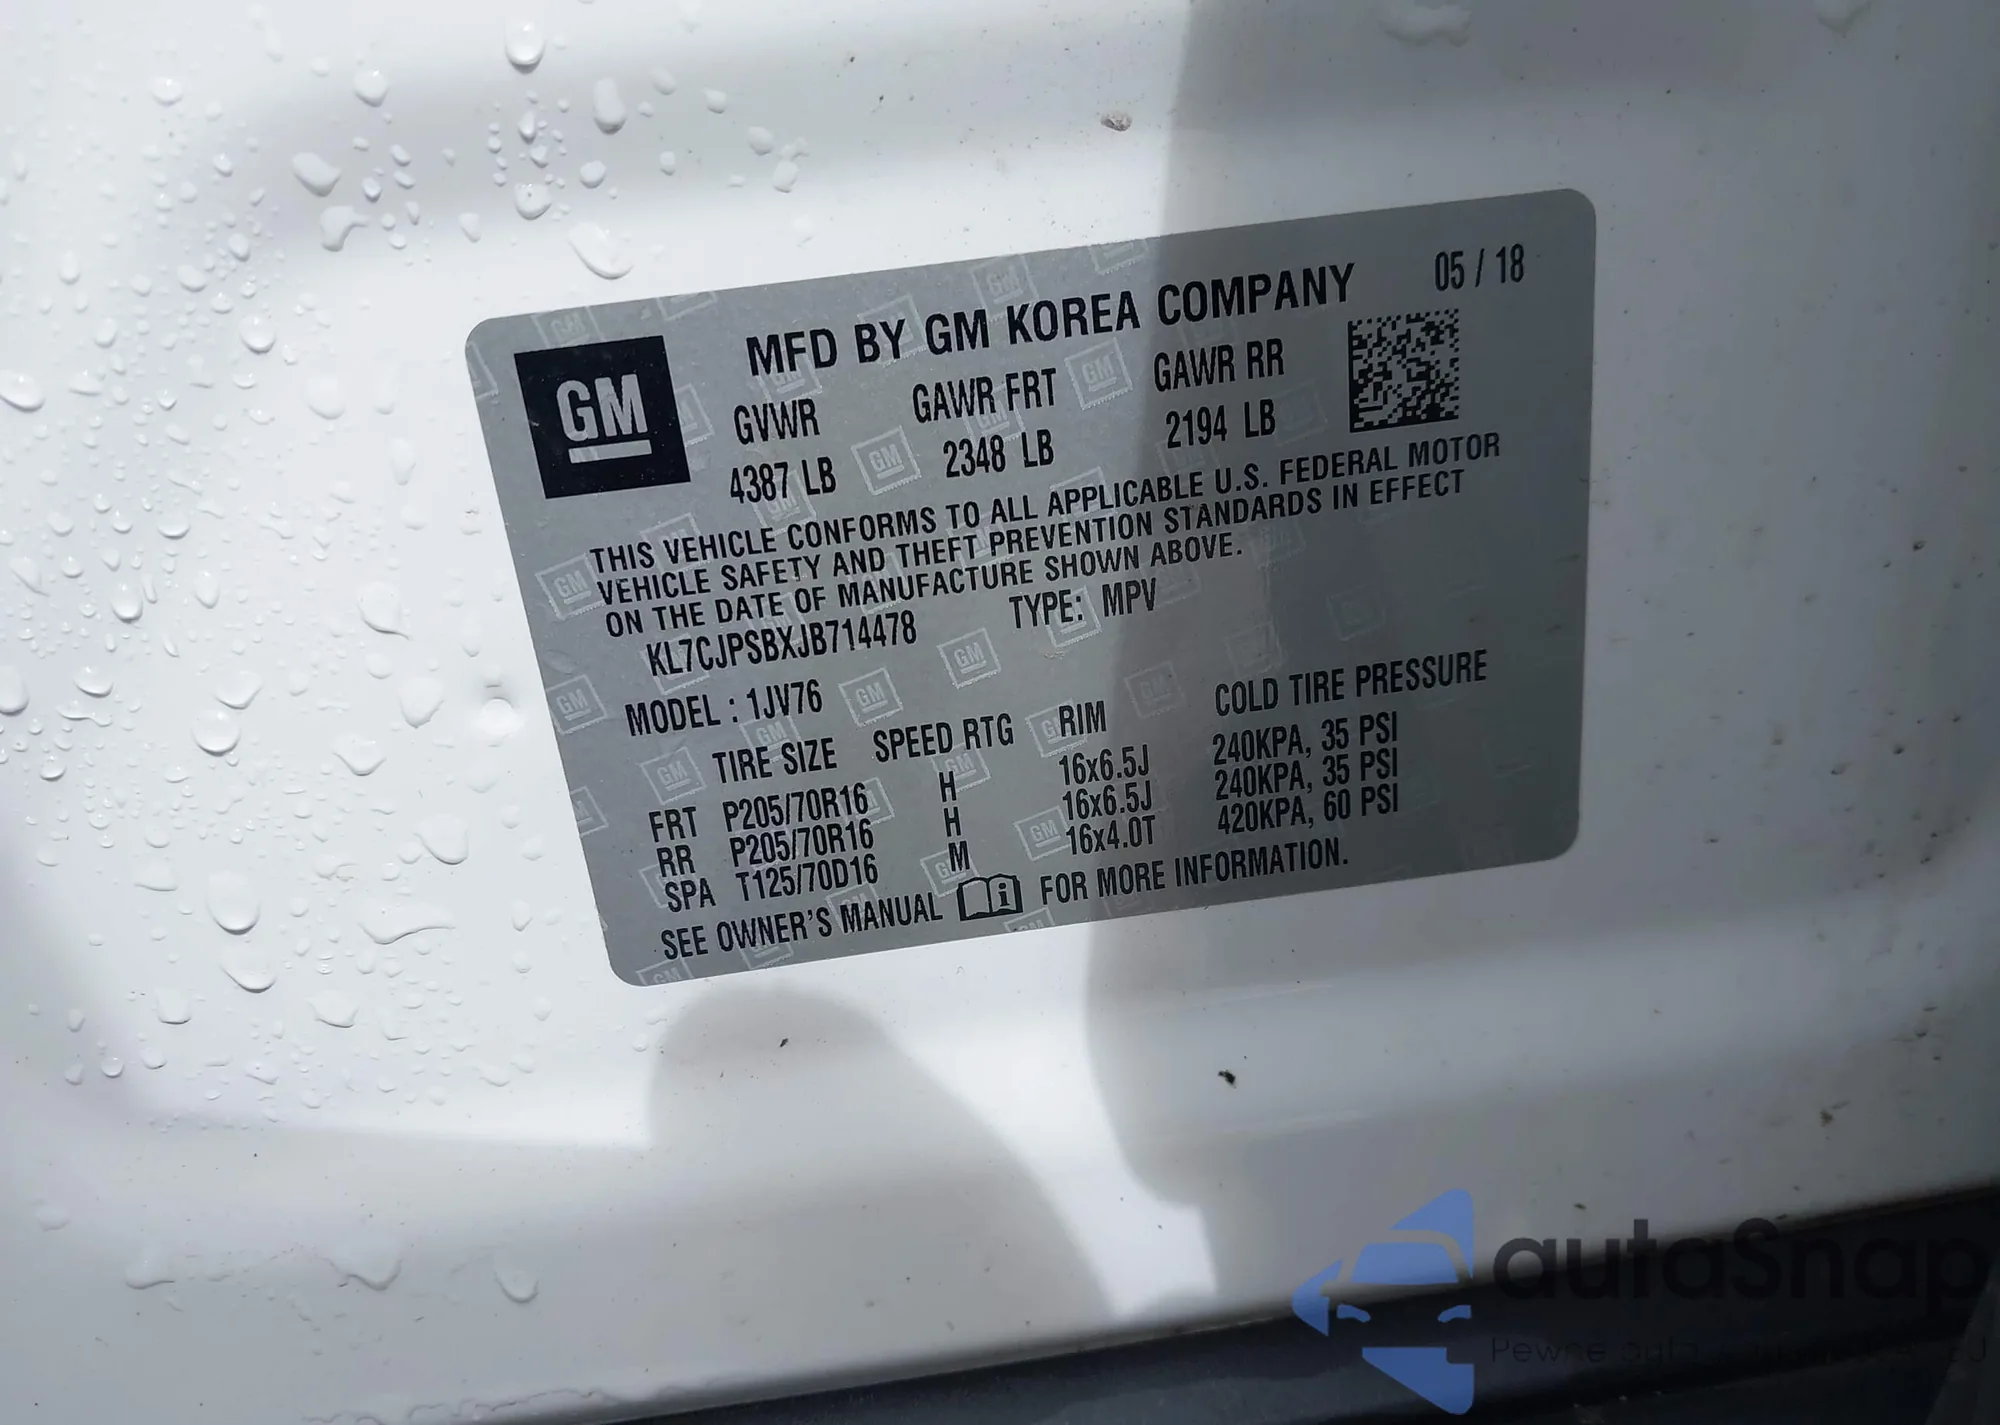 MFD BY GM KOREA COMPANY 05 / 18
GM
GVWR GAWR FRT GAWR RR
4387 LB 2348 LB 2194 LB
THIS VEHICLE CONFORMS TO ALL APPLICABLE U.S. FEDERAL MOTOR
VEHICLE SAFETY AND THEFT PREVENTION STANDARDS IN EFFECT
ON THE DATE OF MANUFACTURE SHOWN ABOVE.
KL7CJPSBXJB714478 TYPE: MPV
MODEL : 1JV76
TIRE SIZE SPEED RTG RIM COLD TIRE PRESSURE
FRT P205/70R16 H 16x6.5J 240KPA, 35 PSI
RR P205/70R16 H 16x6.5J 240KPA, 35 PSI
SPA T125/70D16 M 16x4.0T 420KPA, 60 PSI
SEE OWNER'S MANUAL FOR MORE INFORMATION.
autaSnap
Pewne auta